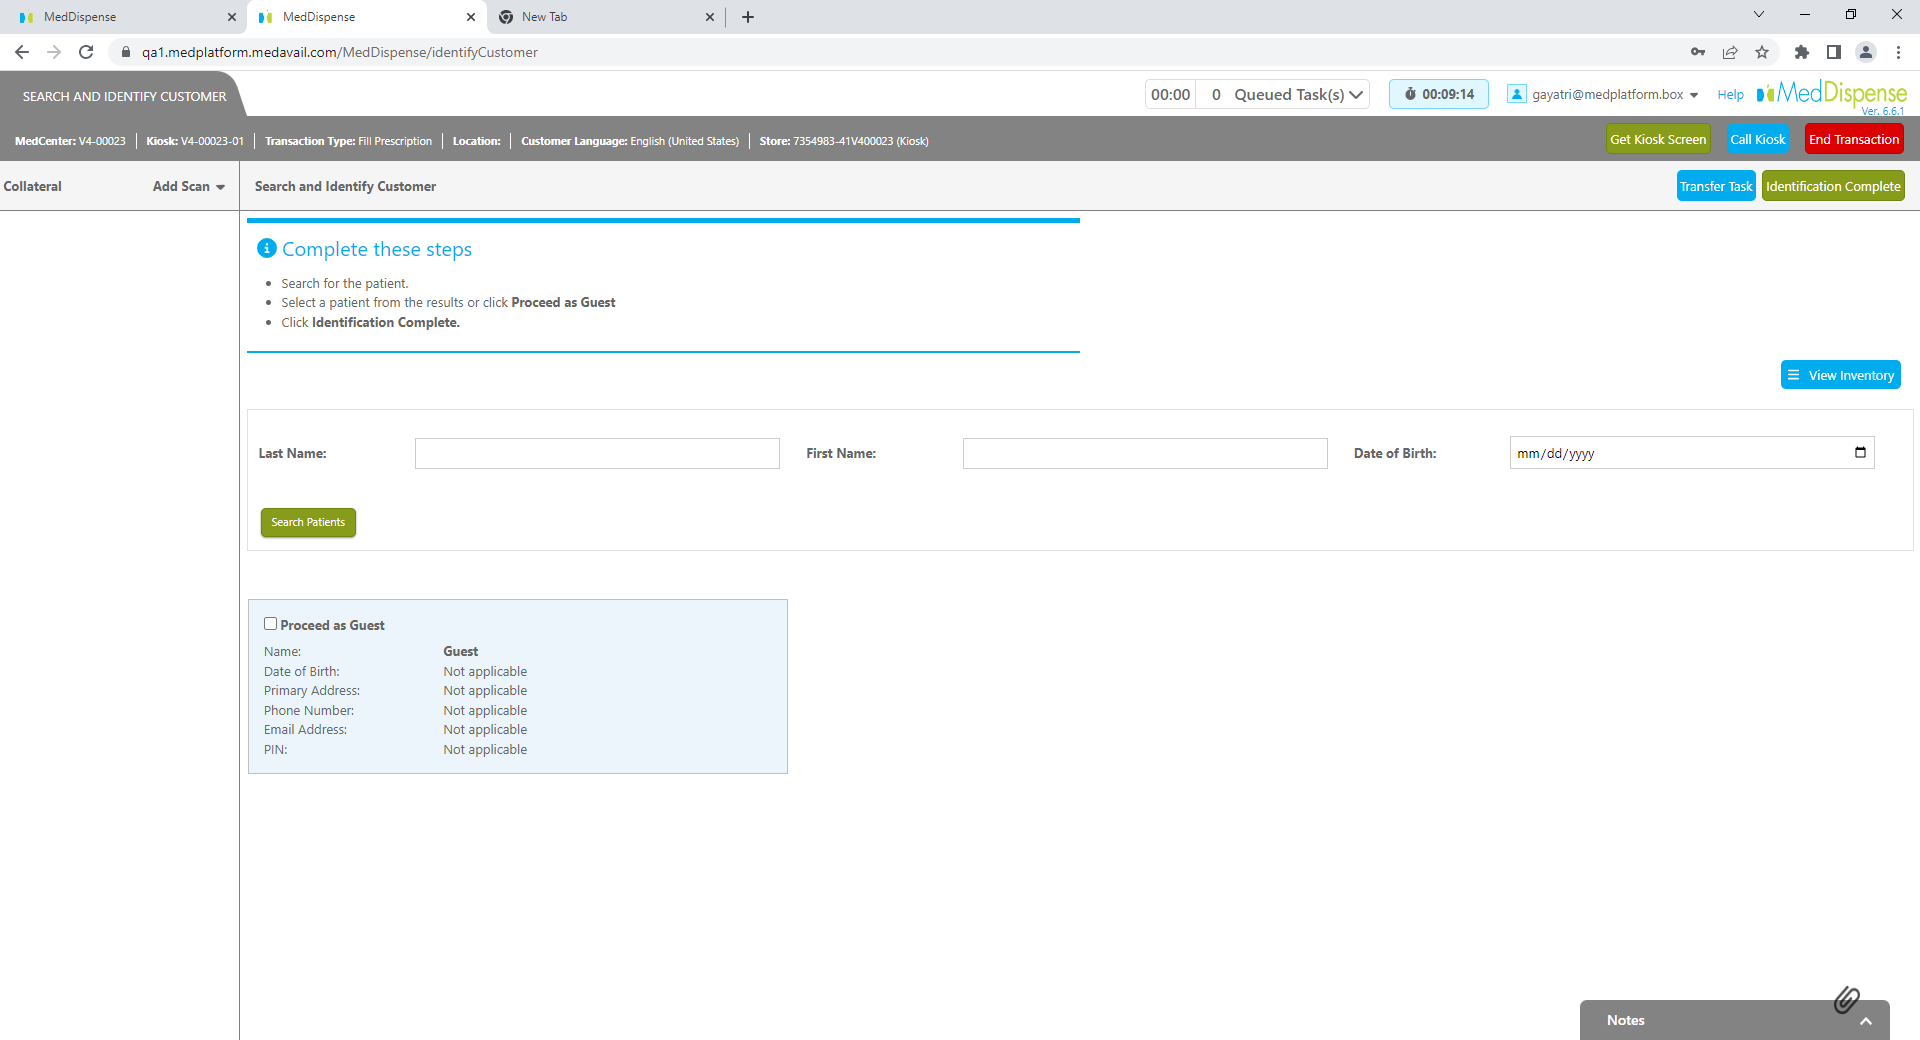 MedDispense
MedDispense
New Tab
qa1.medplatform.medavail.com/MedDispense/identifyCustomer
SEARCH AND IDENTIFY CUSTOMER
00:00 0 Queued Task(s)
00:09:14
gayatri@medplatform.box
Help
MedDispense
Ver. 6.6.1
MedCenter: V4-00023 Kiosk: V4-00023-01 Transaction Type: Fill Prescription Location: Customer Language: English (United States) Store: 7354983-41V400023 (Kiosk)
Get Kiosk Screen Call Kiosk End Transaction
Collateral Add Scan Search and Identify Customer Transfer Task Identification Complete
Complete these steps
Search for the patient.
Select a patient from the results or click Proceed as Guest
Click Identification Complete.
View Inventory
Last Name: First Name: Date of Birth: mm/dd/yyyy
Search Patients
Proceed as Guest
Name: Guest
Date of Birth: Not applicable
Primary Address: Not applicable
Phone Number: Not applicable
Email Address: Not applicable
PIN: Not applicable
Notes